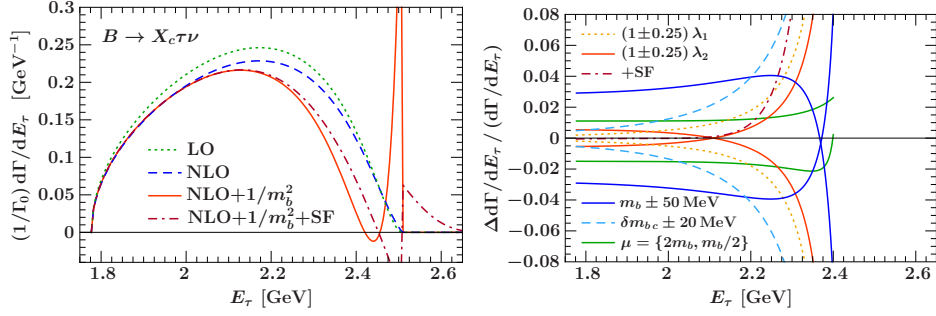 B → X_c τν
(1/Γ_0) dΓ/dE_τ [GeV⁻¹]
0.3
0.25
0.2
0.15
0.1
0.05
0
LO
NLO
NLO+1/m_b^2
NLO+1/m_b^2+SF
1.8
2
2.2
2.4
2.6
E_τ [GeV]
ΔdΓ/dE_τ / (dΓ/dE_τ)
0.08
0.04
0.02
0
−0.02
−0.04
−0.06
−0.08
(1±0.25) λ_1
(1±0.25) λ_2
+SF
m_b ± 50 MeV
δm_{bc} ± 20 MeV
μ = {2m_b, m_b/2}
1.8
2
2.2
2.4
2.6
E_τ [GeV]